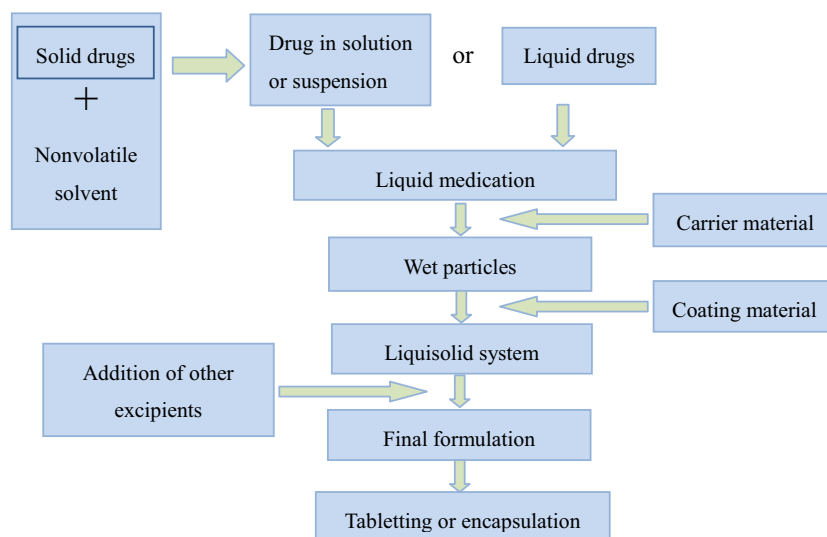 Solid drugs
+
Nonvolatile
solvent
Drug in solution
or suspension
or
Liquid drugs
Liquid medication
Carrier material
Wet particles
Coating material
Liquisolid system
Addition of other
excipients
Final formulation
Tabletting or encapsulation